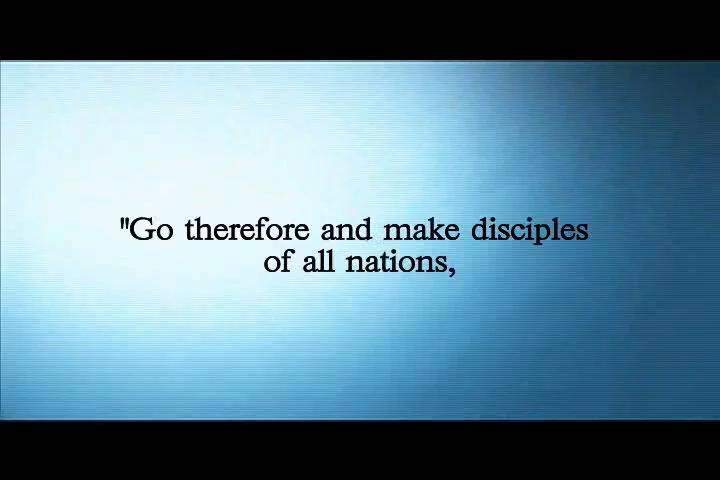 "Go therefore and make disciples
of all nations,